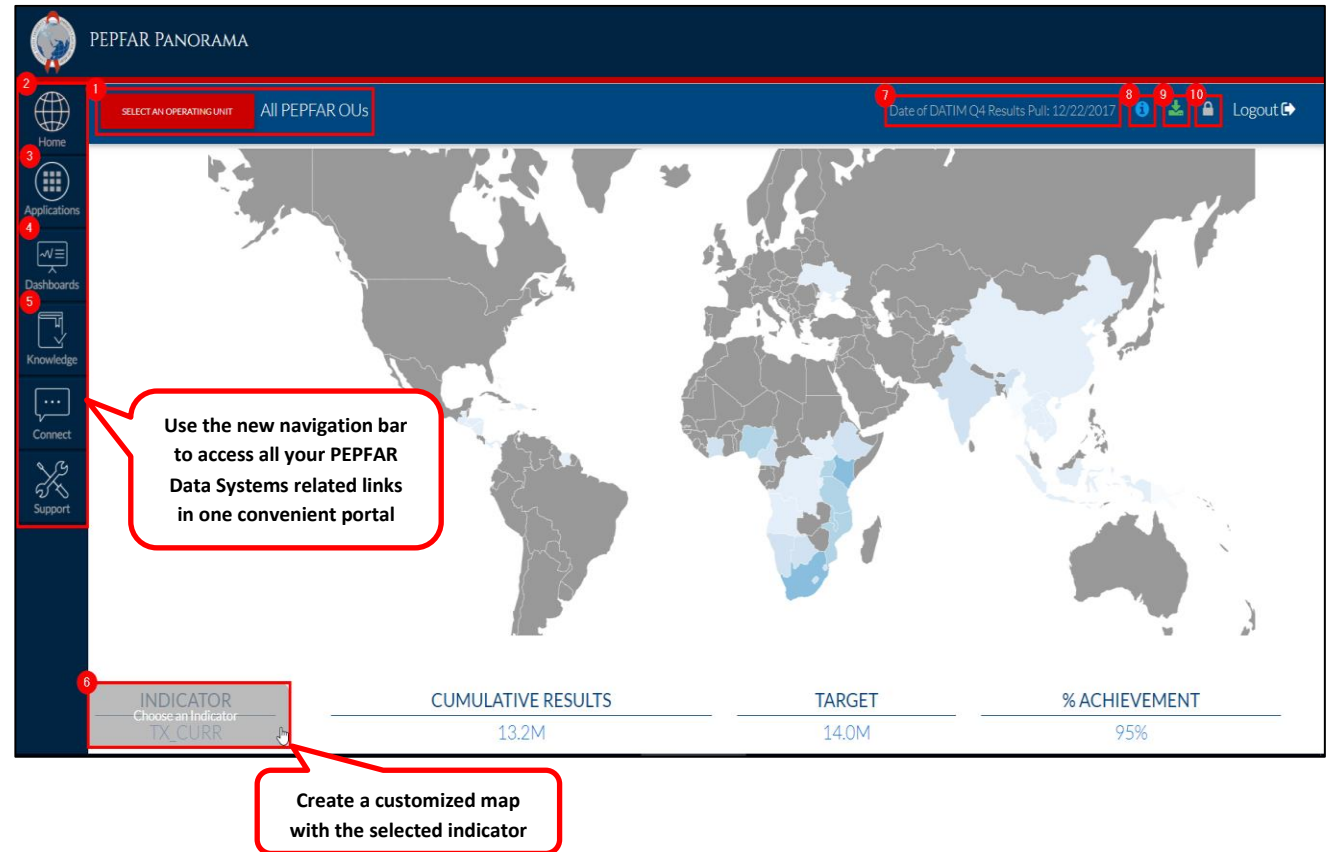 PEPFAR PANORAMA
2
1
SELECT AN OPERATING UNIT
All PEPFAR OUs
7
Date of DATIM Q4 Results Pull: 12/22/2017
8
9
10
Logout
Home
3
Applications
4
Dashboards
5
Knowledge
Connect
Support
Use the new navigation bar
to access all your PEPFAR
Data Systems related links
in one convenient portal
6
INDICATOR
Choose an Indicator
TX_CURR
CUMULATIVE RESULTS
13.2M
TARGET
14.0M
% ACHIEVEMENT
95%
Create a customized map
with the selected indicator